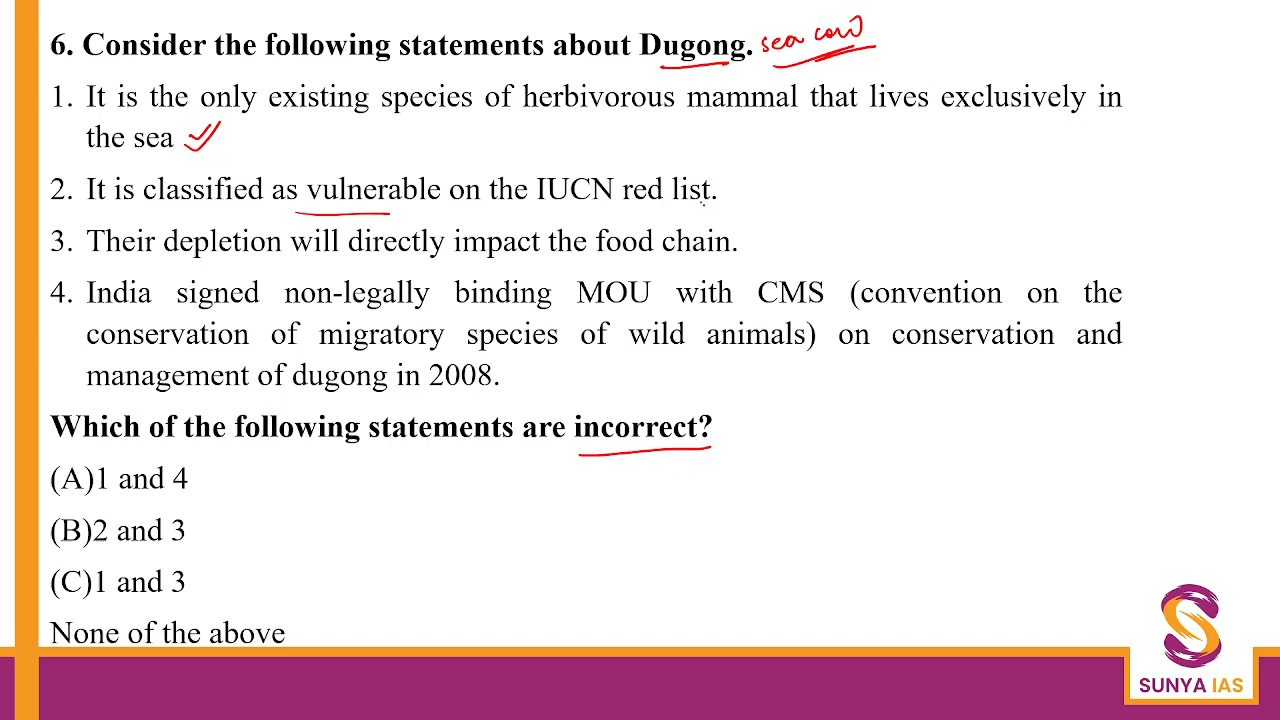 6. Consider the following statements about Dugong. sea cow
1. It is the only existing species of herbivorous mammal that lives exclusively in
the sea
2. It is classified as vulnerable on the IUCN red list.
3. Their depletion will directly impact the food chain.
4. India signed non-legally binding MOU with CMS (convention on the
conservation of migratory species of wild animals) on conservation and
management of dugong in 2008.
Which of the following statements are incorrect?
(A)1 and 4
(B)2 and 3
(C)1 and 3
None of the above
SUNYA IAS